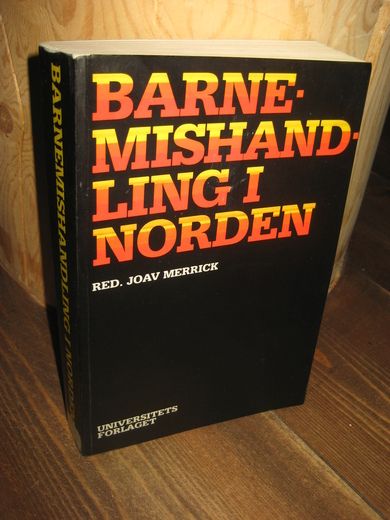 BARNE-
MISHAND-
LING I
NORDEN
RED. JOAV MERRICK
UNIVERSITETS
FORLAGET
BARNEMISHANDLING I NORDEN